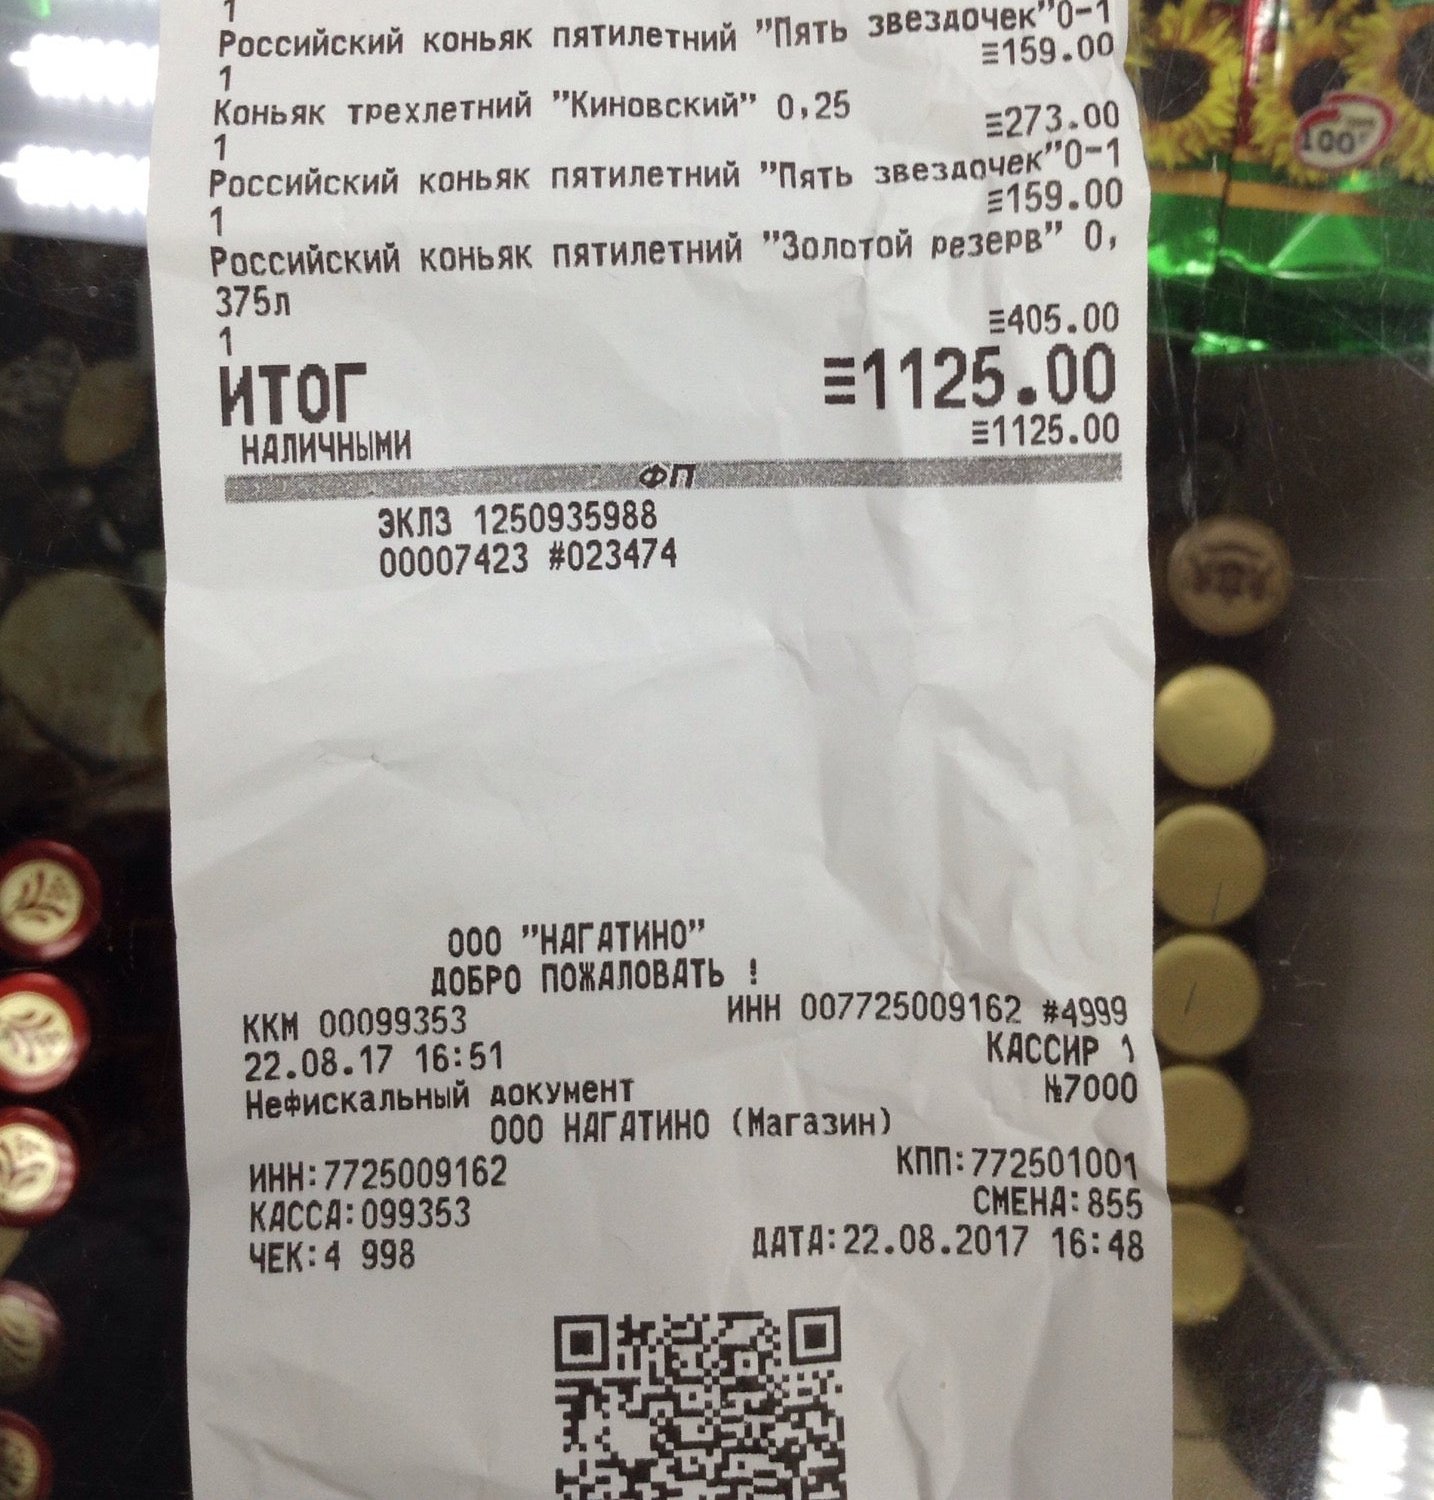 1
Российский коньяк пятилетний "Пять звездочек"0-1
≡159.00
1
Коньяк трехлетний "Киновский" 0,25
≡273.00
1
Российский коньяк пятилетний "Пять звездочек"0-1
≡159.00
1
Российский коньяк пятилетний "Золотой резерв" 0,
375л
≡405.00
1
ИТОГ ≡1125.00
НАЛИЧНЫМИ ≡1125.00
ФП
ЭКЛЗ 1250935988
00007423 #023474
ООО "НАГАТИНО"
ДОБРО ПОЖАЛОВАТЬ !
ККМ 00099353 ИНН 007725009162 #4999
22.08.17 16:51 КАССИР 1
Нефискальный документ №7000
ООО НАГАТИНО (Магазин)
ИНН:7725009162 КПП:772501001
КАССА:099353 СМЕНА:855
ЧЕК:4 998 ДАТА:22.08.2017 16:48
100г